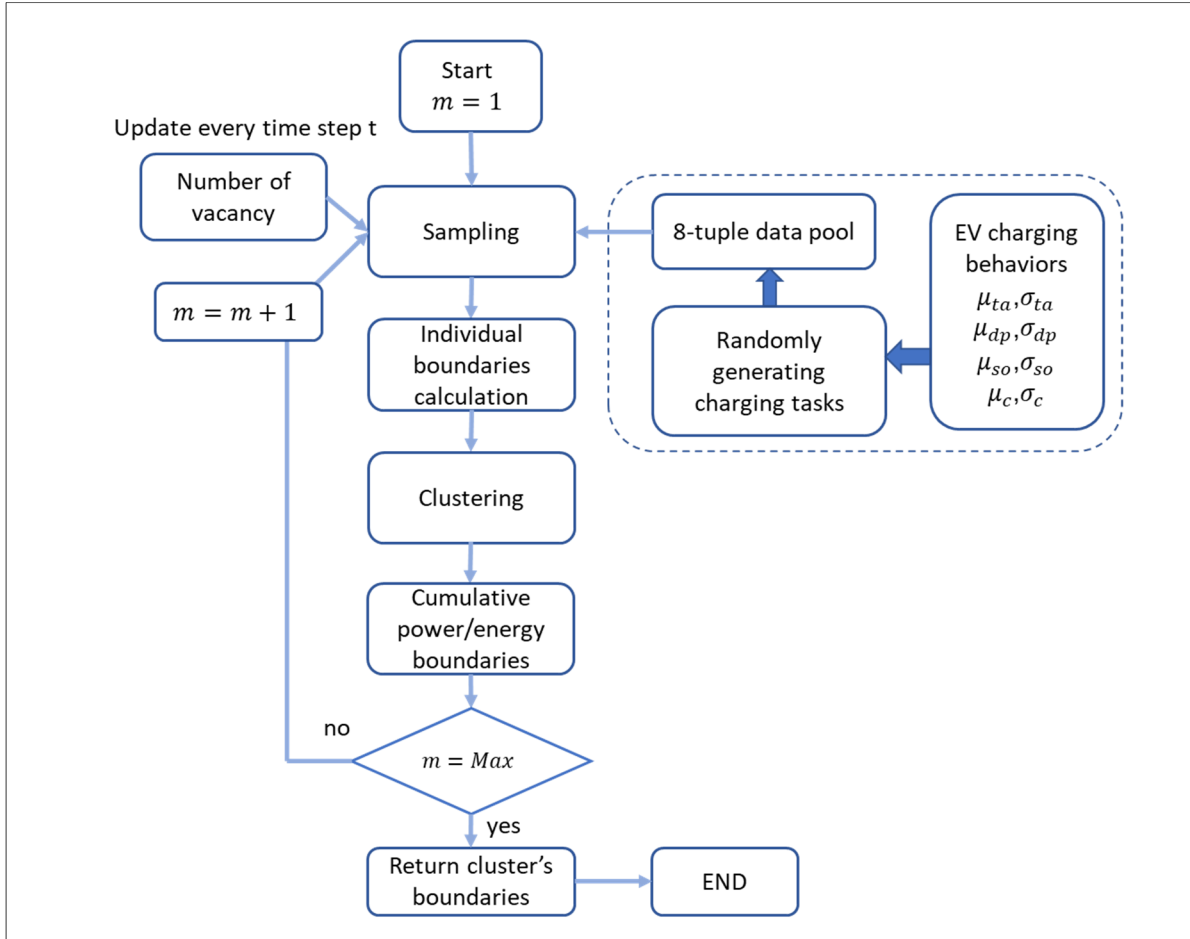 Start
𝑚 = 1
Update every time step t
Number of
vacancy
Sampling
8-tuple data pool
EV charging
behaviors
𝜇𝑡𝑎,𝜎𝑡𝑎
𝜇𝑑𝑝,𝜎𝑑𝑝
𝜇𝑠𝑜,𝜎𝑠𝑜
𝜇𝑐,𝜎𝑐
𝑚 = 𝑚 + 1
Individual
boundaries
calculation
Randomly
generating
charging tasks
Clustering
Cumulative
power/energy
boundaries
no
𝑚 = 𝑀𝑎𝑥
yes
Return cluster’s
boundaries
END